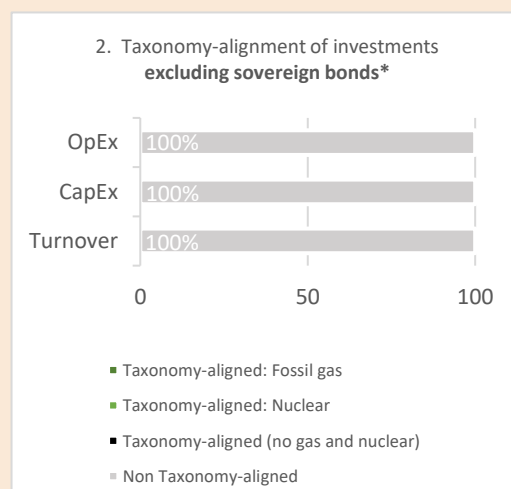 2. Taxonomy-alignment of investments
excluding sovereign bonds*
OpEx
100%
CapEx
100%
Turnover
100%
0 50 100
Taxonomy-aligned: Fossil gas
Taxonomy-aligned: Nuclear
Taxonomy-aligned (no gas and nuclear)
Non Taxonomy-aligned